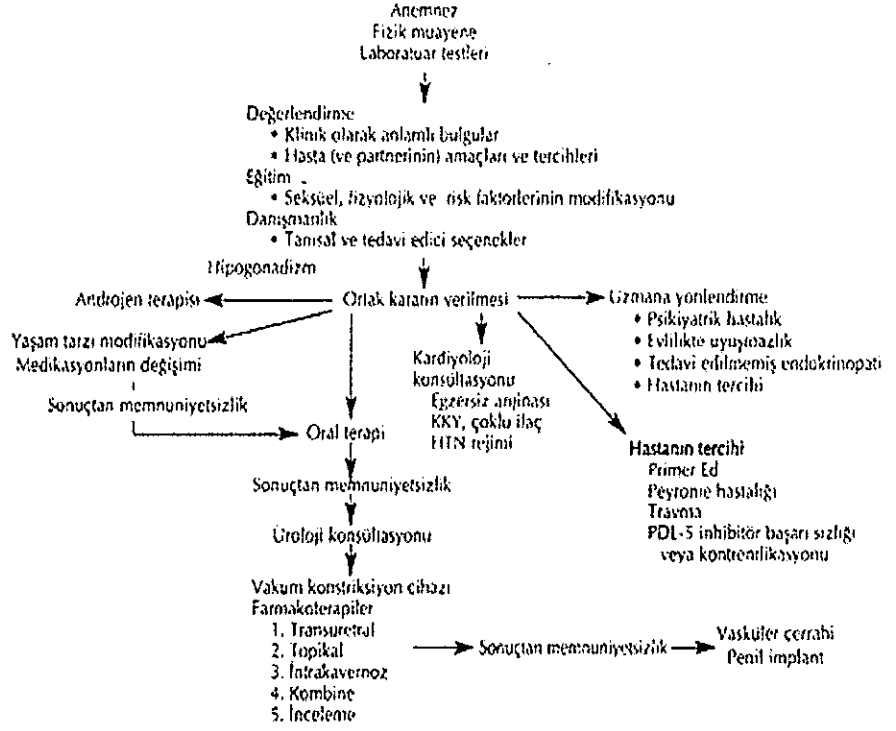 Anemnez
Fizik muayene
Laboratuar testleri
Değerlendirme
• Klinik olarak anlamlı bulgular
• Hasta (ve partnerinin) amaçları ve tercihleri
Eğitim
• Seksüel, fizyolojik ve risk faktörlerinin modifikasyonu
Danışmanlık
• Tanısal ve tedavi edici seçenekler
Hipogonadizm
Androjen terapisi
Ortak kararın verilmesi
Uzmana yönlendirme
• Psikiyatrik hastalık
• Evlilikte uyuşmazlık
• Tedavi edilmemiş endokrinopati
• Hastanın tercihi
Yaşam tarzı modifikasyonu
Medikasyonların değişimi
Kardiyoloji
konsültasyonu
Egzersiz anjinası
KKY, çoklu ilaç
HTN rejimi
Sonuçtan memnuniyetsizlik
Oral terapi
Hastanın tercihi
Primer Ed
Peyronie hastalığı
Travma
PDL-5 inhibitör başarı sızlığı
veya kontrendikasyonu
Sonuçtan memnuniyetsizlik
Üroloji konsültasyonu
Vakum konstriksiyon cihazı
Farmakoterapiler
1. Transuretral
2. Topikal
3. İntrakavernoz
4. Kombine
5. İnceleme
Sonuçtan memnuniyetsizlik
Vasküler cerrahi
Penil implant